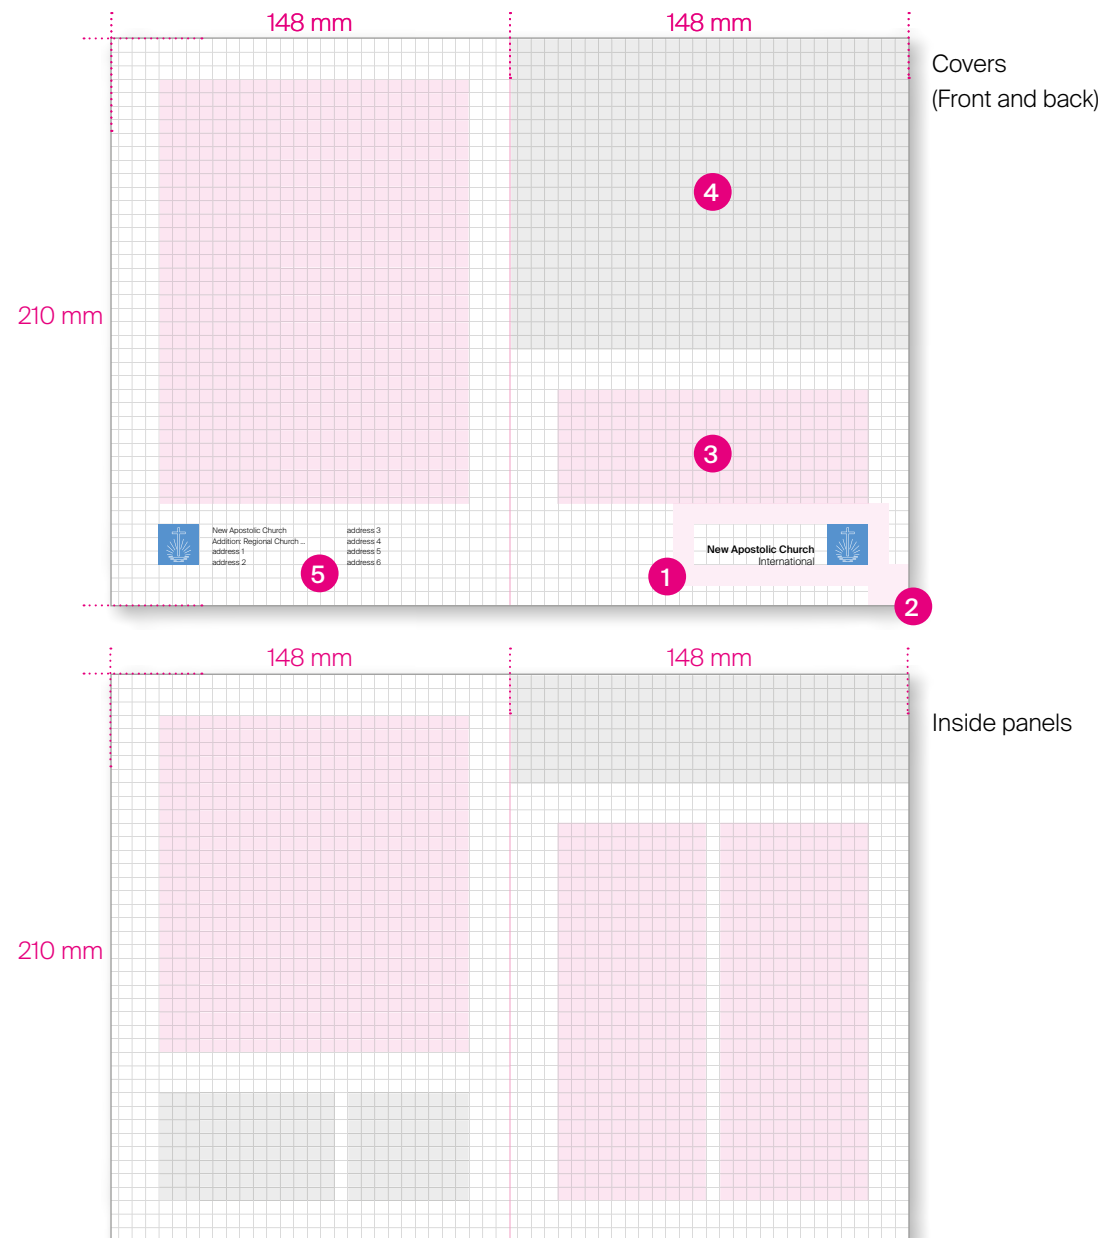 148 mm
148 mm
Covers
(Front and back)
4
210 mm
3
New Apostolic Church
Addition: Regional Church ...
address 1
address 2
address 3
address 4
address 5
address 6
5
New Apostolic Church
International
1
2
148 mm
148 mm
Inside panels
210 mm